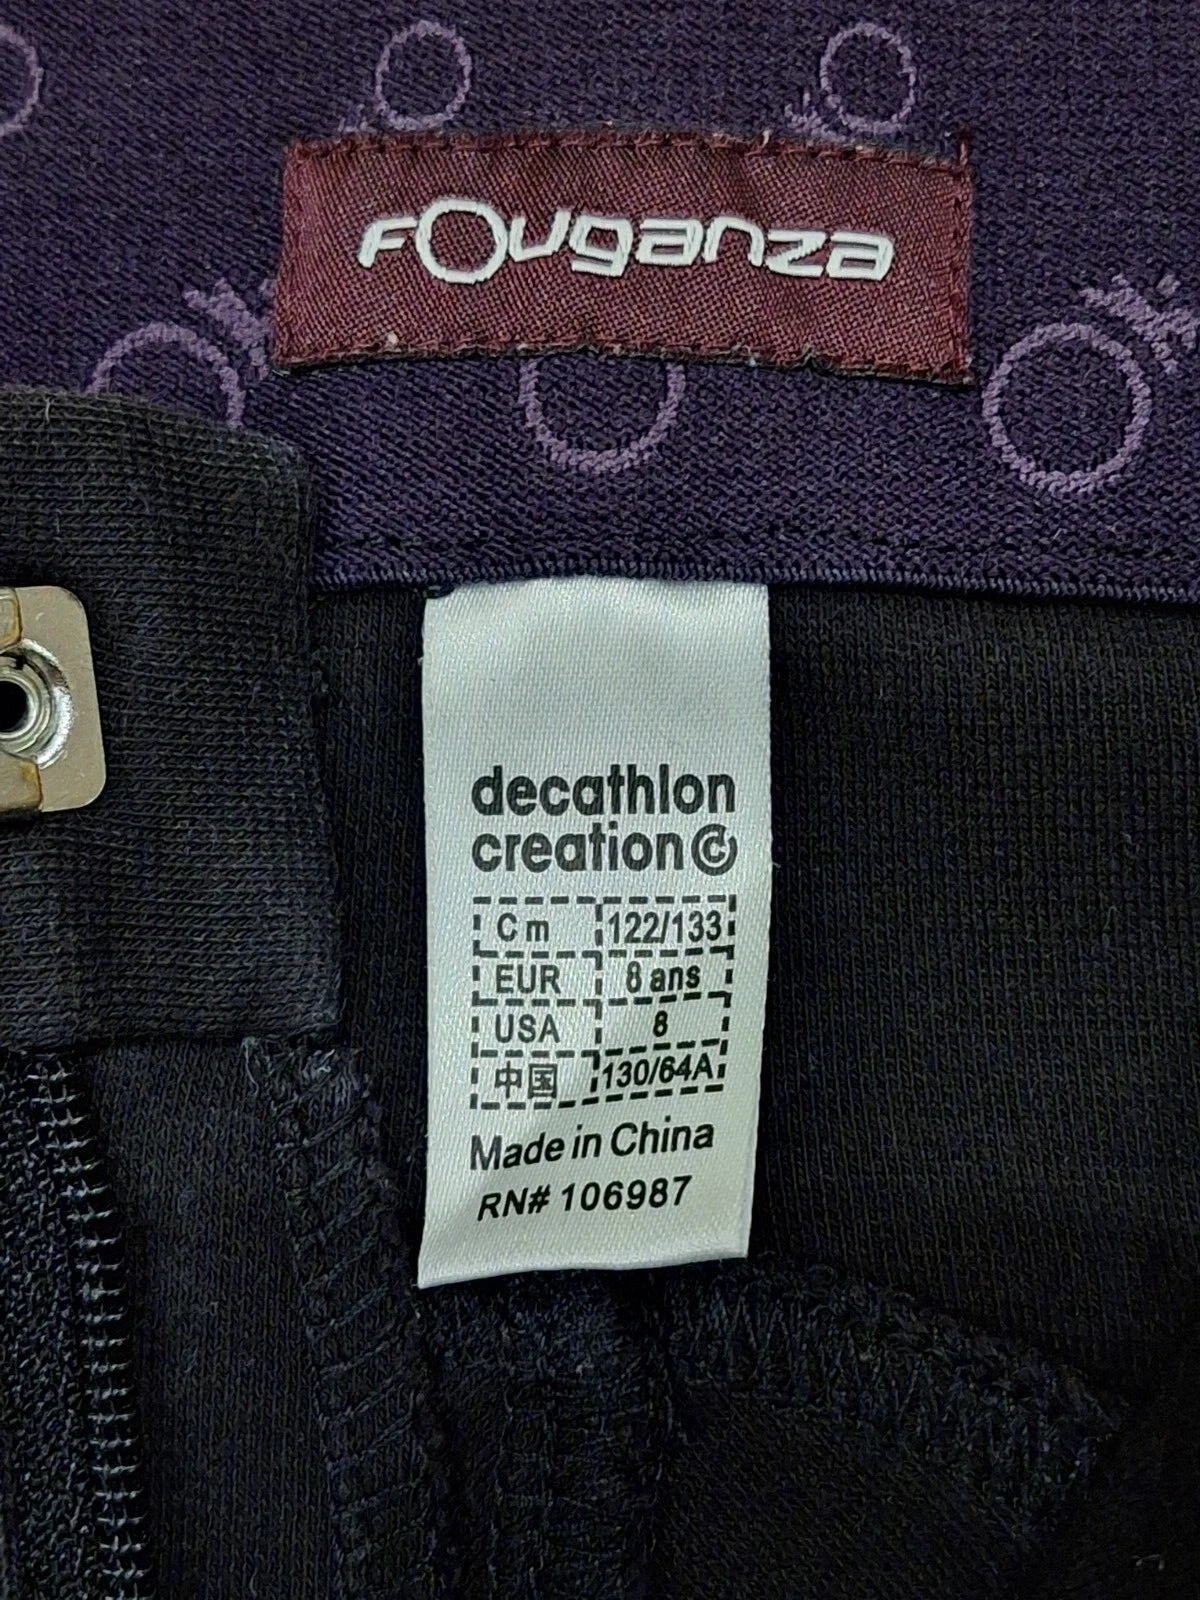 FOuganza
decathlon
creation©
Cm 122/133
EUR 8 ans
USA 8
中国 130/64A
Made in China
RN# 106987